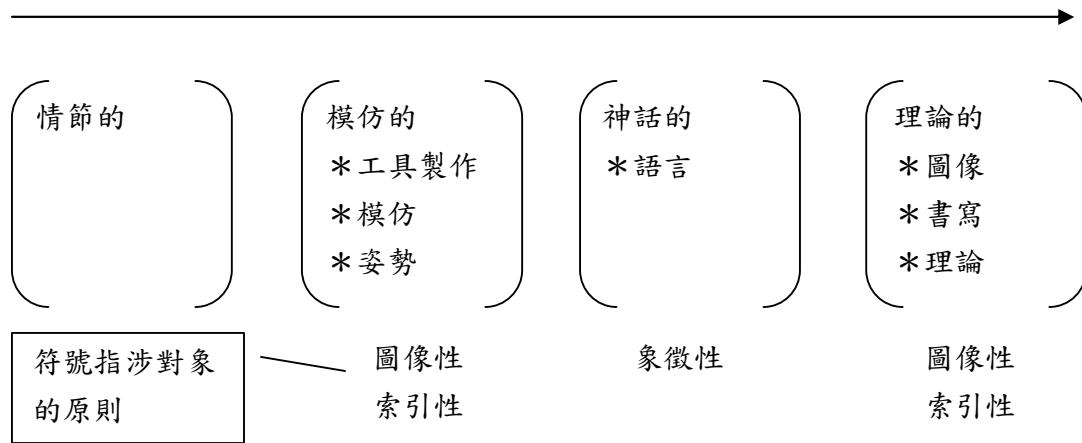 情節的
模仿的
＊工具製作
＊模仿
＊姿勢
神話的
＊語言
理論的
＊圖像
＊書寫
＊理論
符號指涉對象
的原則
圖像性
索引性
象徵性
圖像性
索引性